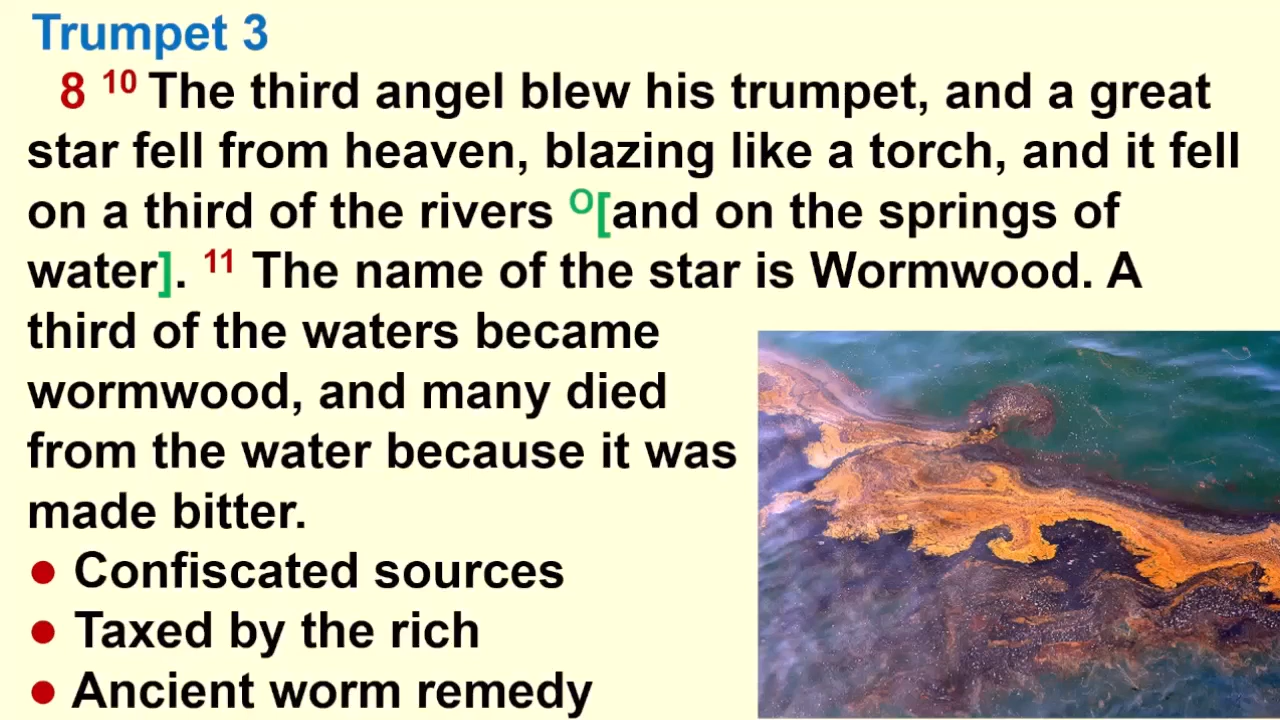 Trumpet 3
8 10 The third angel blew his trumpet, and a great
star fell from heaven, blazing like a torch, and it fell
on a third of the rivers O[and on the springs of
water]. 11 The name of the star is Wormwood. A
third of the waters became
wormwood, and many died
from the water because it was
made bitter.
● Confiscated sources
● Taxed by the rich
● Ancient worm remedy